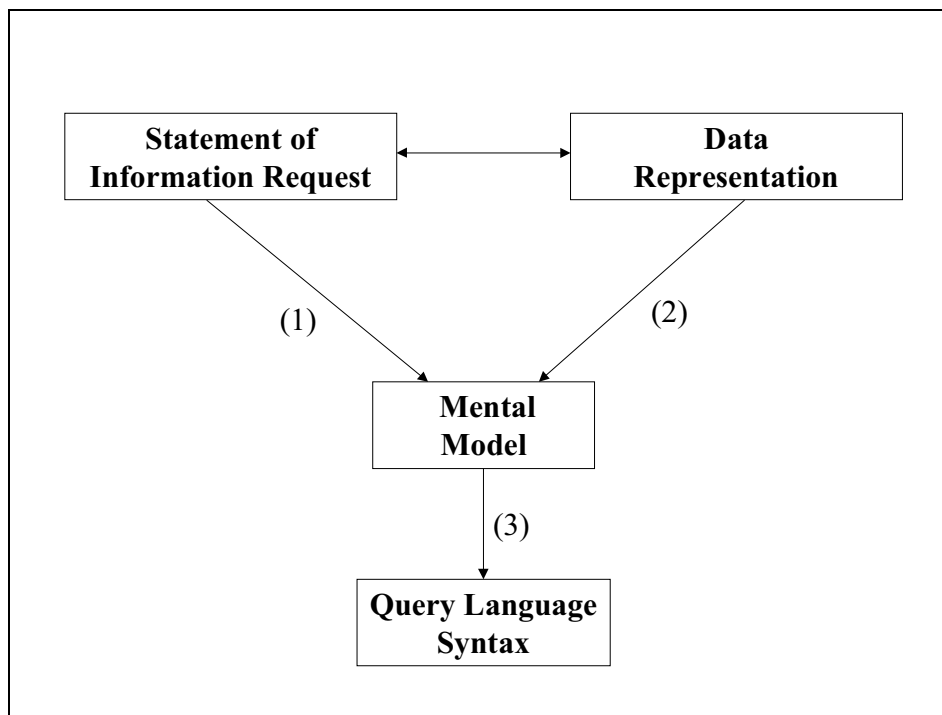 Statement of
Information Request
Data
Representation
(1)
(2)
Mental
Model
(3)
Query Language
Syntax